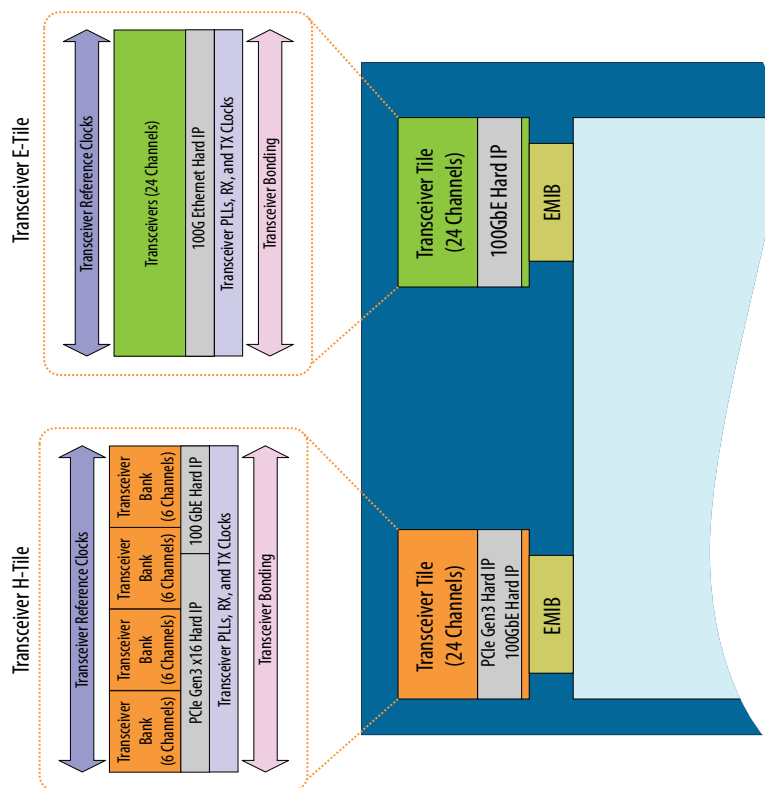 Transceiver H-Tile
Transceiver Reference Clocks
Transceiver
Bank
(6 Channels)
Transceiver
Bank
(6 Channels)
Transceiver
Bank
(6 Channels)
Transceiver
Bank
(6 Channels)
PCIe Gen3 x16 Hard IP
100 GbE Hard IP
Transceiver PLLs, RX, and TX CLocks
Transceiver Bonding
Transceiver E-Tile
Transceiver Reference Clocks
Transceivers (24 Channels)
100G Ethernet Hard IP
Transceiver PLLs, RX, and TX CLocks
Transceiver Bonding
Transceiver Tile
(24 Channels)
PCIe Gen3 Hard IP
100GbE Hard IP
EMIB
Transceiver Tile
(24 Channels)
100GbE Hard IP
EMIB